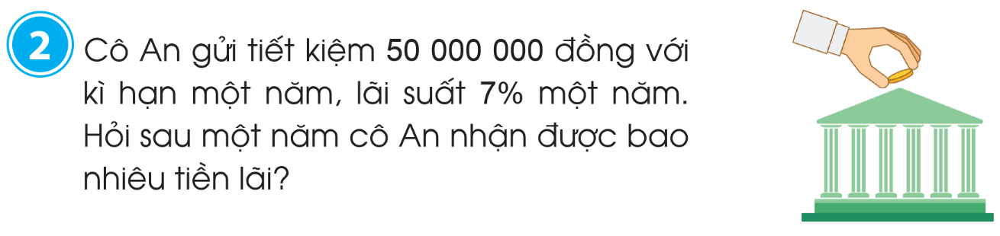 2
Cô An gửi tiết kiệm 50 000 000 đồng với
kì hạn một năm, lãi suất 7% một năm.
Hỏi sau một năm cô An nhận được bao
nhiêu tiền lãi?